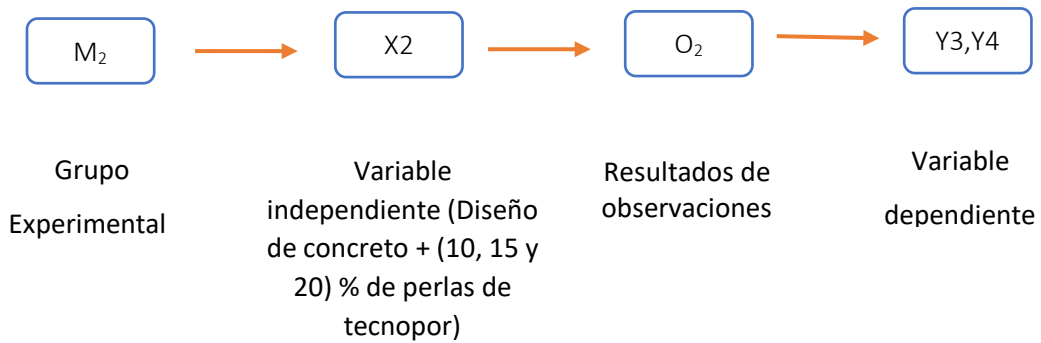 M₂
X2
O₂
Y3,Y4
Grupo
Experimental
Variable
independiente (Diseño
de concreto + (10, 15 y
20) % de perlas de
tecnopor)
Resultados de
observaciones
Variable
dependiente